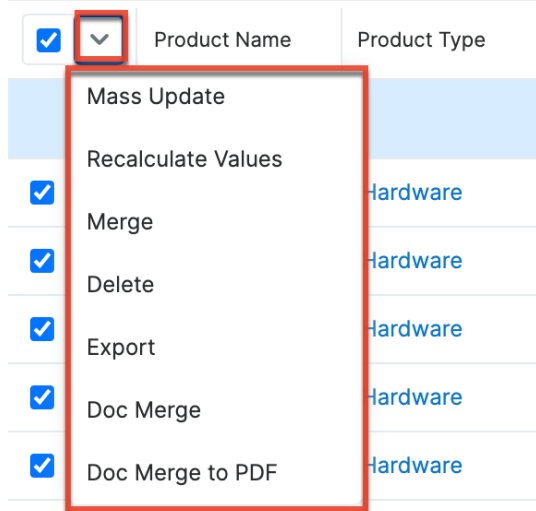 Product Name Product Type
Mass Update
Recalculate Values
Hardware
Merge
Hardware
Delete
Hardware
Export
Hardware
Doc Merge
Hardware
Doc Merge to PDF